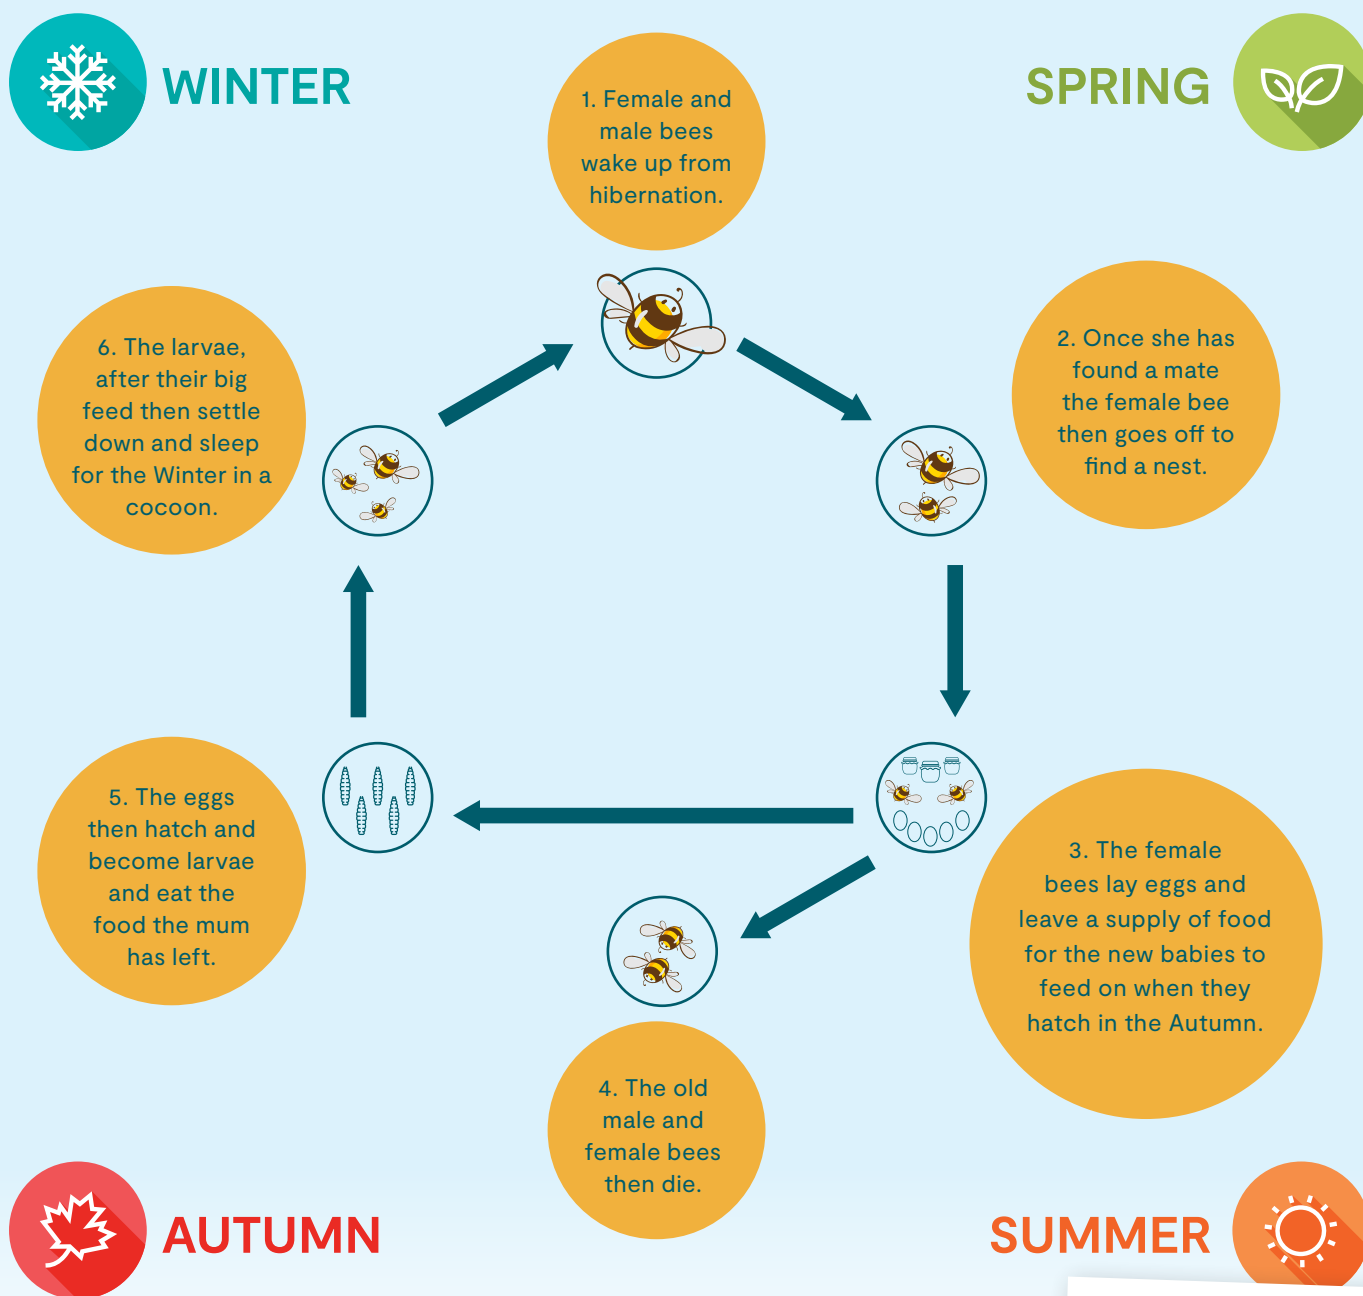 WINTER
SPRING
1. Female and
male bees
wake up from
hibernation.
2. Once she has
found a mate
the female bee
then goes off to
find a nest.
3. The female
bees lay eggs and
leave a supply of food
for the new babies to
feed on when they
hatch in the Autumn.
4. The old
male and
female bees
then die.
5. The eggs
then hatch and
become larvae
and eat the
food the mum
has left.
6. The larvae,
after their big
feed then settle
down and sleep
for the Winter in a
cocoon.
AUTUMN
SUMMER